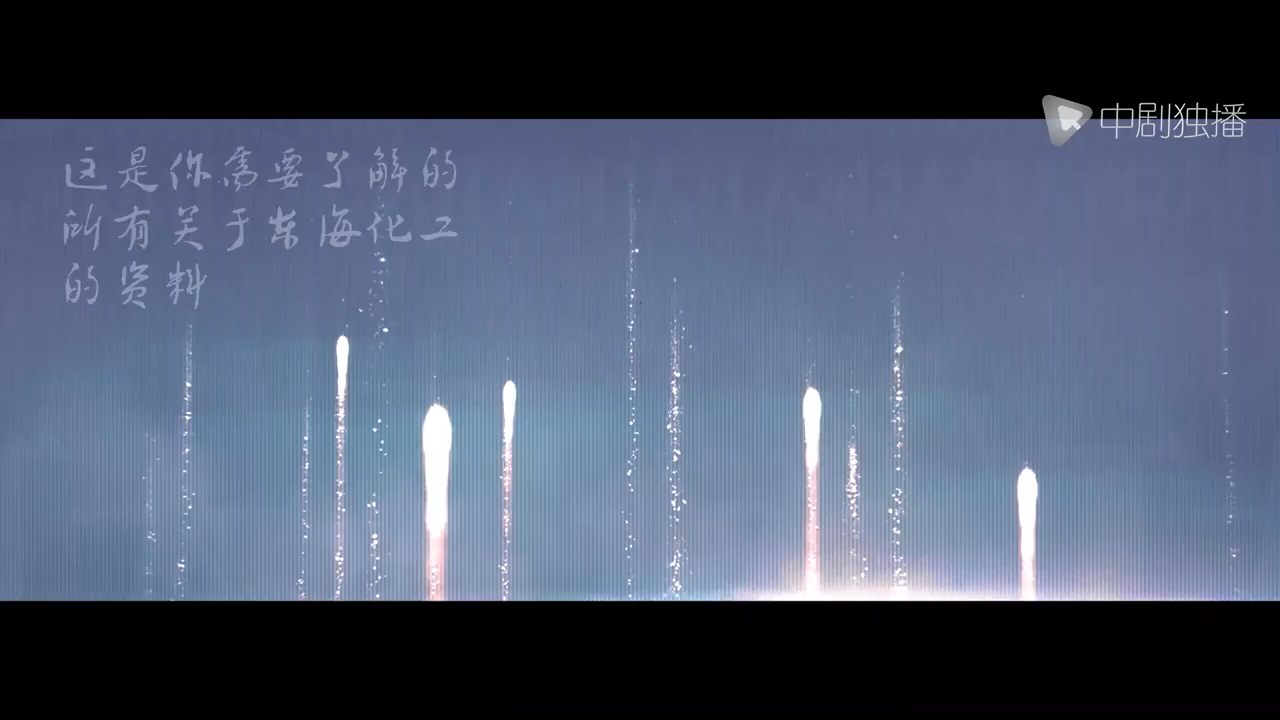 中剧独播
这是你需要了解的
所有关于东海化工
的资料